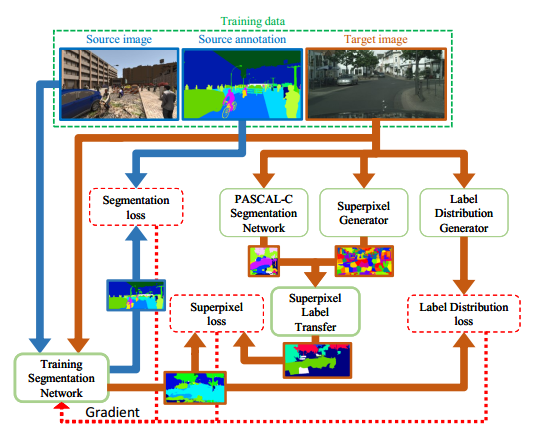 Training data
Source image
Source annotation
Target image
Segmentation
loss
PASCAL-C
Segmentation
Network
Superpixel
Generator
Label
Distribution
Generator
Superpixel
loss
Superpixel
Label
Transfer
Label Distribution
loss
Training
Segmentation
Network
Gradient